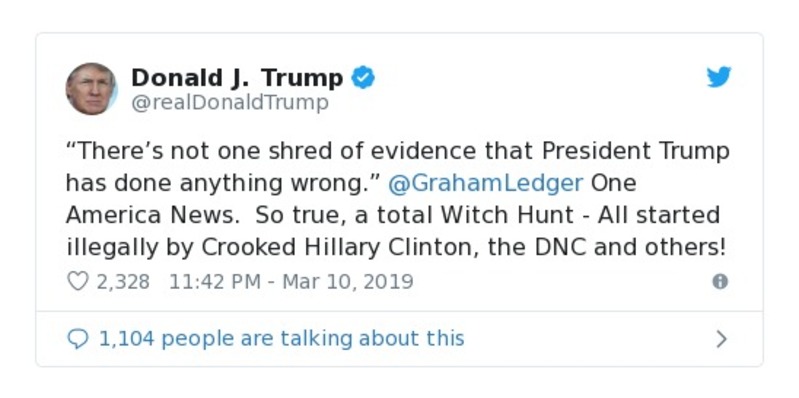 Donald J. Trump
@realDonaldTrump
“There’s not one shred of evidence that President Trump
has done anything wrong.” @GrahamLedger One
America News.  So true, a total Witch Hunt - All started
illegally by Crooked Hillary Clinton, the DNC and others!
2,328 11:42 PM - Mar 10, 2019
1,104 people are talking about this